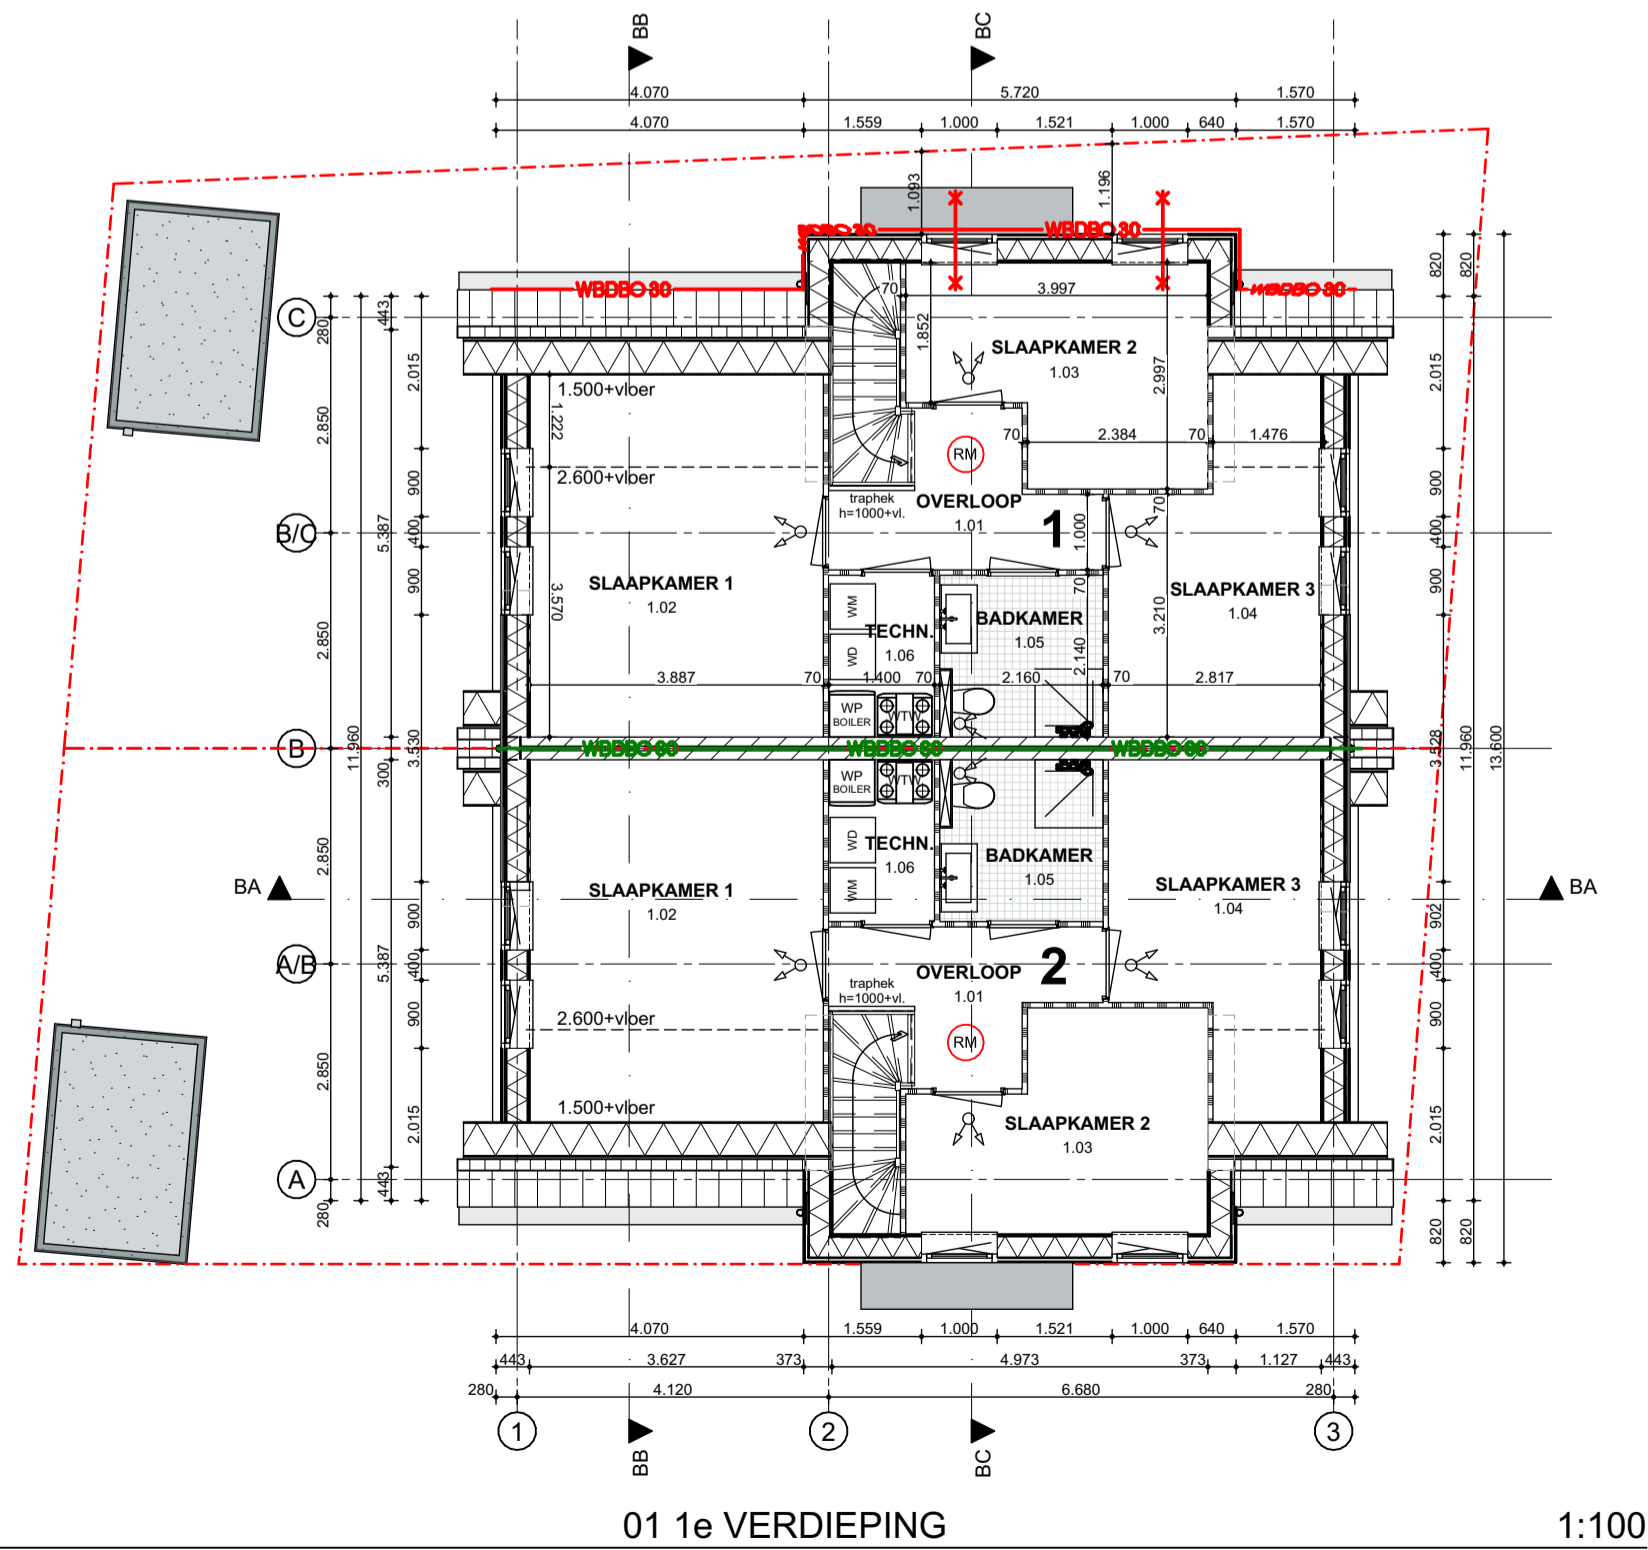 BB
BC
4.070
5.720
1.570
4.070
1.559
1.000
1.521
1.000
640
1.570
1.093
1.196
WBDBO 30
WBDBO 30
WBDBO 30
820
820
C
280
443
70
3.997
1.852
SLAAPKAMER 2
1.03
2.997
2.015
2.015
1.500+vloer
1.222
2.850
70
2.384
70
1.476
RM
2.600+vloer
900
900
traphek
h=1000+vl.
OVERLOOP
1.01
1
1.000
70
B/C
5.387
400
400
900
900
SLAAPKAMER 1
1.02
3.570
WM
TECHN.
1.06
WD
BADKAMER
1.05
70
2.140
3.210
SLAAPKAMER 3
1.04
2.850
3.887
70
1.400
70
2.160
70
2.817
WP
BOILER
WTW
B
11.960
300
3.530
WBDBO 60
WBDBO 60
WBDBO 60
3.528
11.960
13.600
WP
BOILER
WTW
2.850
WD
TECHN.
1.06
WM
BADKAMER
1.05
SLAAPKAMER 1
1.02
SLAAPKAMER 3
1.04
BA
BA
900
902
A/B
5.387
400
400
OVERLOOP
1.01
2
traphek
h=1000+vl.
900
900
2.600+vloer
RM
2.850
1.500+vloer
2.015
2.015
SLAAPKAMER 2
1.03
A
443
280
820
820
4.070
1.559
1.000
1.521
1.000
640
1.570
443
3.627
373
4.973
373
1.127
443
280
4.120
6.680
280
1
2
3
BB
BC
01 1e VERDIEPING
1:100